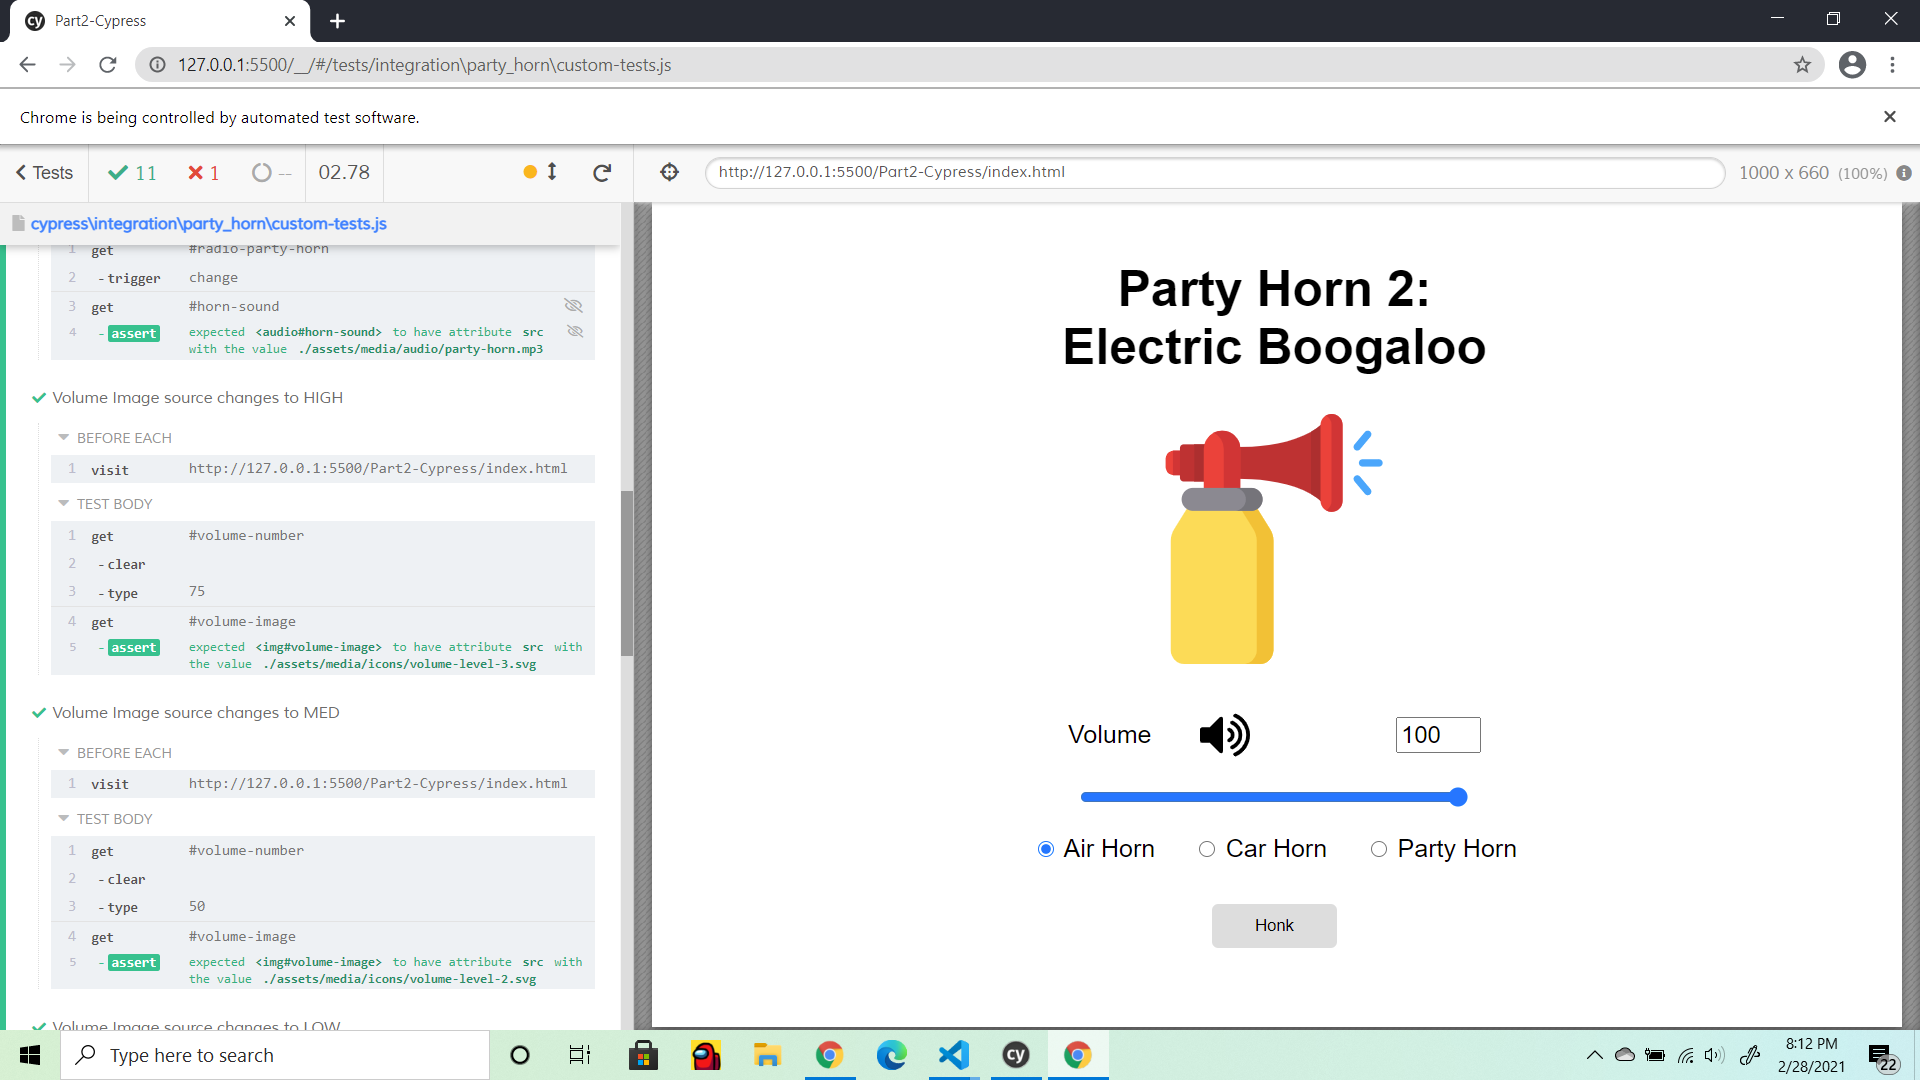 Part2-Cypress
127.0.0.1:5500/__/#/tests/integration\party_horn\custom-tests.js
Chrome is being controlled by automated test software.
Tests 11 1 -- 02.78
http://127.0.0.1:5500/Part2-Cypress/index.html
1000 x 660 (100%)
cypress\integration\party_horn\custom-tests.js
1 get #radio-party-horn
2 - trigger change
3 get #horn-sound
4 - assert expected <audio#horn-sound> to have attribute src
with the value ./assets/media/audio/party-horn.mp3
Volume Image source changes to HIGH
BEFORE EACH
1 visit http://127.0.0.1:5500/Part2-Cypress/index.html
TEST BODY
1 get #volume-number
2 - clear
3 - type 75
4 get #volume-image
5 - assert expected <img#volume-image> to have attribute src with
the value ./assets/media/icons/volume-level-3.svg
Volume Image source changes to MED
BEFORE EACH
1 visit http://127.0.0.1:5500/Part2-Cypress/index.html
TEST BODY
1 get #volume-number
2 - clear
3 - type 50
4 get #volume-image
5 - assert expected <img#volume-image> to have attribute src with
the value ./assets/media/icons/volume-level-2.svg
Volume Image source changes to LOW
Party Horn 2:
Electric Boogaloo
Volume 100
Air Horn Car Horn Party Horn
Honk
Type here to search
cy
8:12 PM
2/28/2021
22